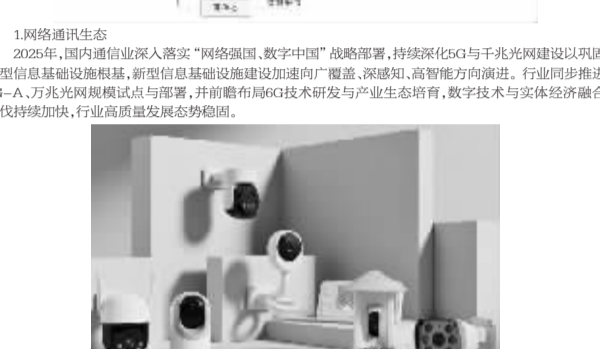 1.网络通讯生态
2025年,国内通信业深入落实“网络强国、数字中国”战略部署,持续深化5G与千兆光网建设以巩固
型信息基础设施根基,新型信息基础设施建设加速向广覆盖、深感知、高智能方向演进。行业同步推进
G-A、万兆光网规模试点与部署,并前瞻布局6G技术研发与产业生态培育,数字技术与实体经济融合
伐持续加快,行业高质量发展态势稳固。